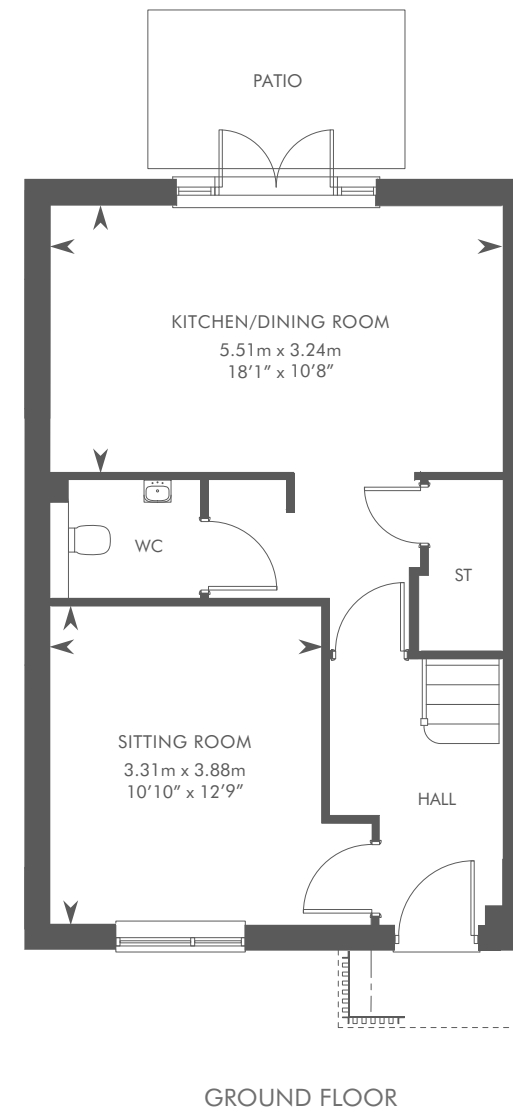 PATIO
KITCHEN/DINING ROOM
5.51m x 3.24m
18'1" x 10'8"
WC
ST
SITTING ROOM
3.31m x 3.88m
10'10" x 12'9"
HALL
GROUND FLOOR